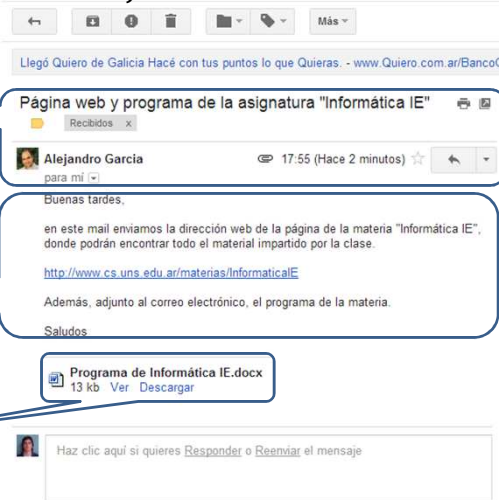 Más
Llegó Quiero de Galicia Hacé con tus puntos lo que Quieras. - www.Quiero.com.ar/Banco
Página web y programa de la asignatura "Informática IE"
Recibidos x
Alejandro Garcia 17:55 (Hace 2 minutos)
para mí
Buenas tardes,
en este mail enviamos la dirección web de la página de la materia "Informática IE",
donde podrán encontrar todo el material impartido por la clase.
http://www.cs.uns.edu.ar/materias/InformaticaIE
Además, adjunto al correo electrónico, el programa de la materia.
Saludos
Programa de Informática IE.docx
13 kb Ver Descargar
Haz clic aquí si quieres Responder o Reenviar el mensaje